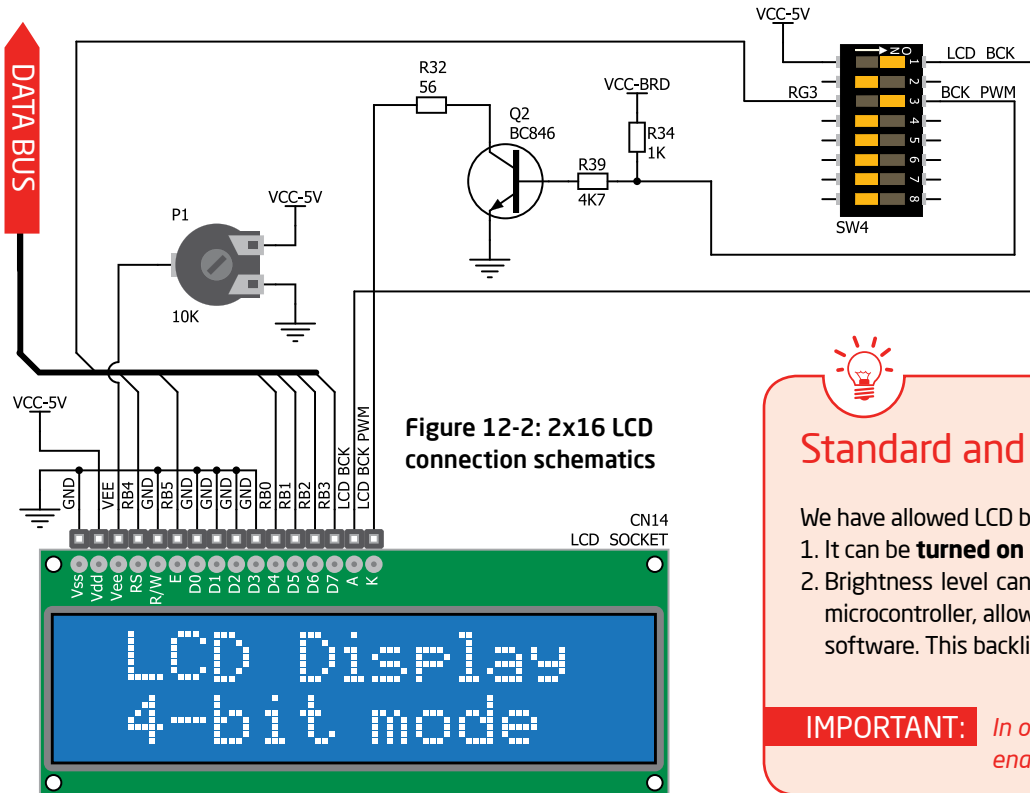 VCC-5V
DATA BUS
R32
56
Q2
BC846
VCC-BRD
R34
1K
R39
4K7
RG3
O
N
1
2
3
4
5
6
7
8
LCD BCK
BCK PWM
SW4
P1
10K
VCC-5V
VCC-5V
Figure 12-2: 2x16 LCD
connection schematics
GND
VEE
RB4
GND
RB5
GND
GND
GND
GND
RB0
RB1
RB2
RB3
LCD BCK
LCD BCK PWM
CN14
LCD SOCKET
Vss
Vdd
Vee
RS
R/W
E
D0
D1
D2
D3
D4
D5
D6
D7
A
K
LCD Display
4-bit mode
Standard and
We have allowed LCD b
1. It can be turned on
2. Brightness level can
microcontroller, allow
software. This backli
IMPORTANT:
In o
ena